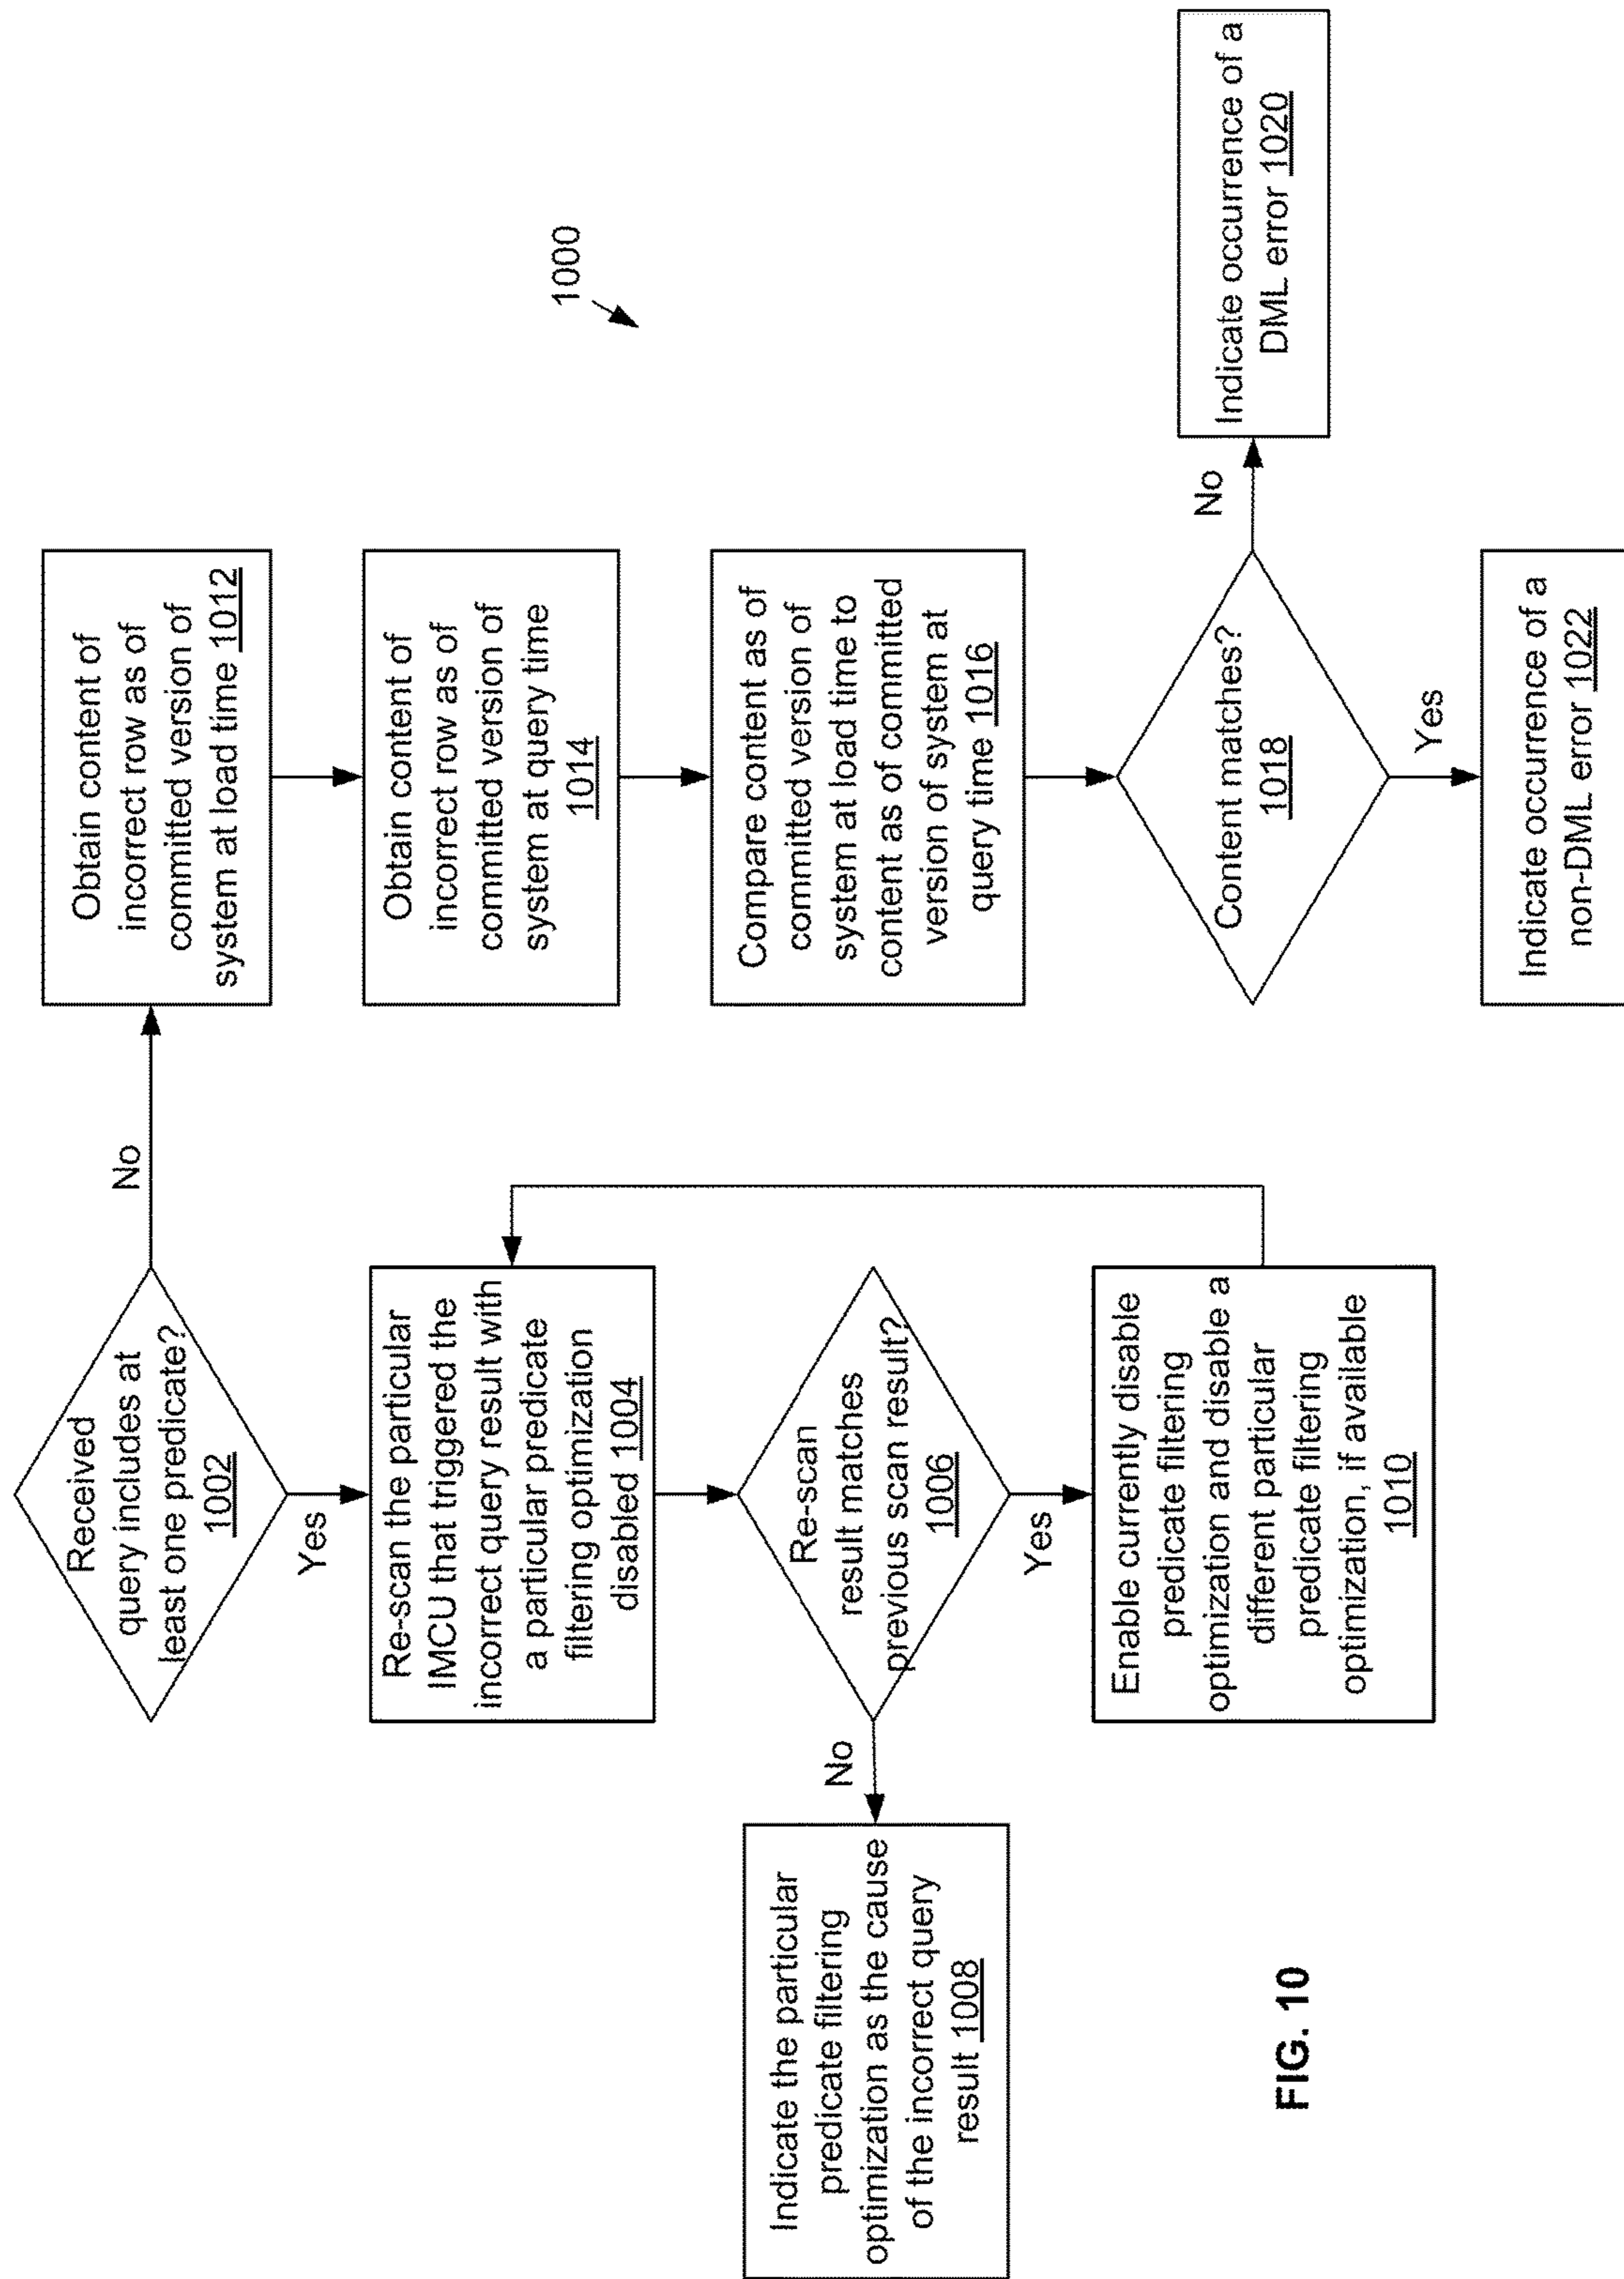 Received
query includes at
least one predicate?
1002
Yes
No
Re-scan the particular
IMCU that triggered the
incorrect query result with
a particular predicate
filtering optimization
disabled 1004
Re-scan
result matches
previous scan result?
1006
No
Yes
Indicate the particular
predicate filtering
optimization as the cause
of the incorrect query
result 1008
Enable currently disable
predicate filtering
optimization and disable a
different particular
predicate filtering
optimization, if available
1010
Obtain content of
incorrect row as of
committed version of
system at load time 1012
Obtain content of
incorrect row as of
committed version of
system at query time
1014
Compare content as of
committed version of
system at load time to
content as of committed
version of system at
query time 1016
Content matches?
1018
No
Yes
Indicate occurrence of a
DML error 1020
Indicate occurrence of a
non-DML error 1022
1000
FIG. 10